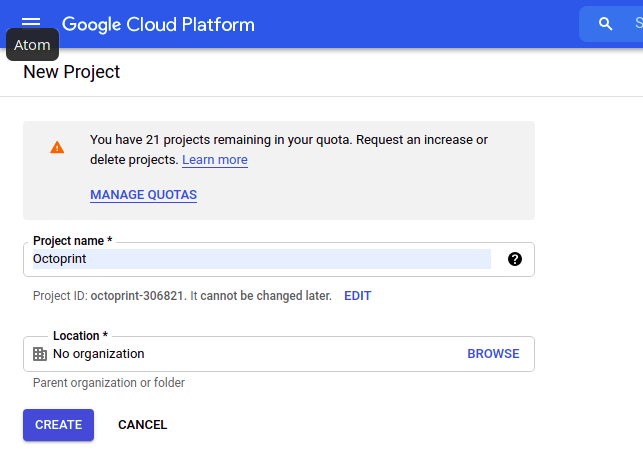 Google Cloud Platform
S
Atom
New Project
You have 21 projects remaining in your quota. Request an increase or
delete projects. Learn more
MANAGE QUOTAS
Project name *
Octoprint
Project ID: octoprint-306821. It cannot be changed later. EDIT
Location *
No organization BROWSE
Parent organization or folder
CREATE CANCEL